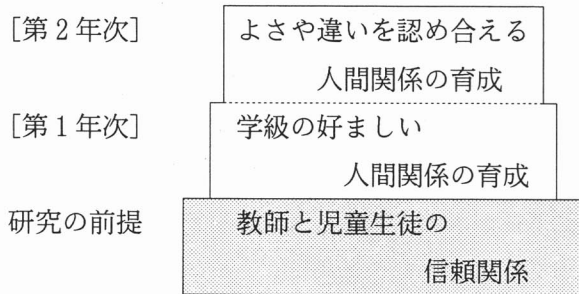 [第2年次] よさや違いを認め合える
人間関係の育成
[第1年次] 学級の好ましい
人間関係の育成
研究の前提 教師と児童生徒の
信頼関係